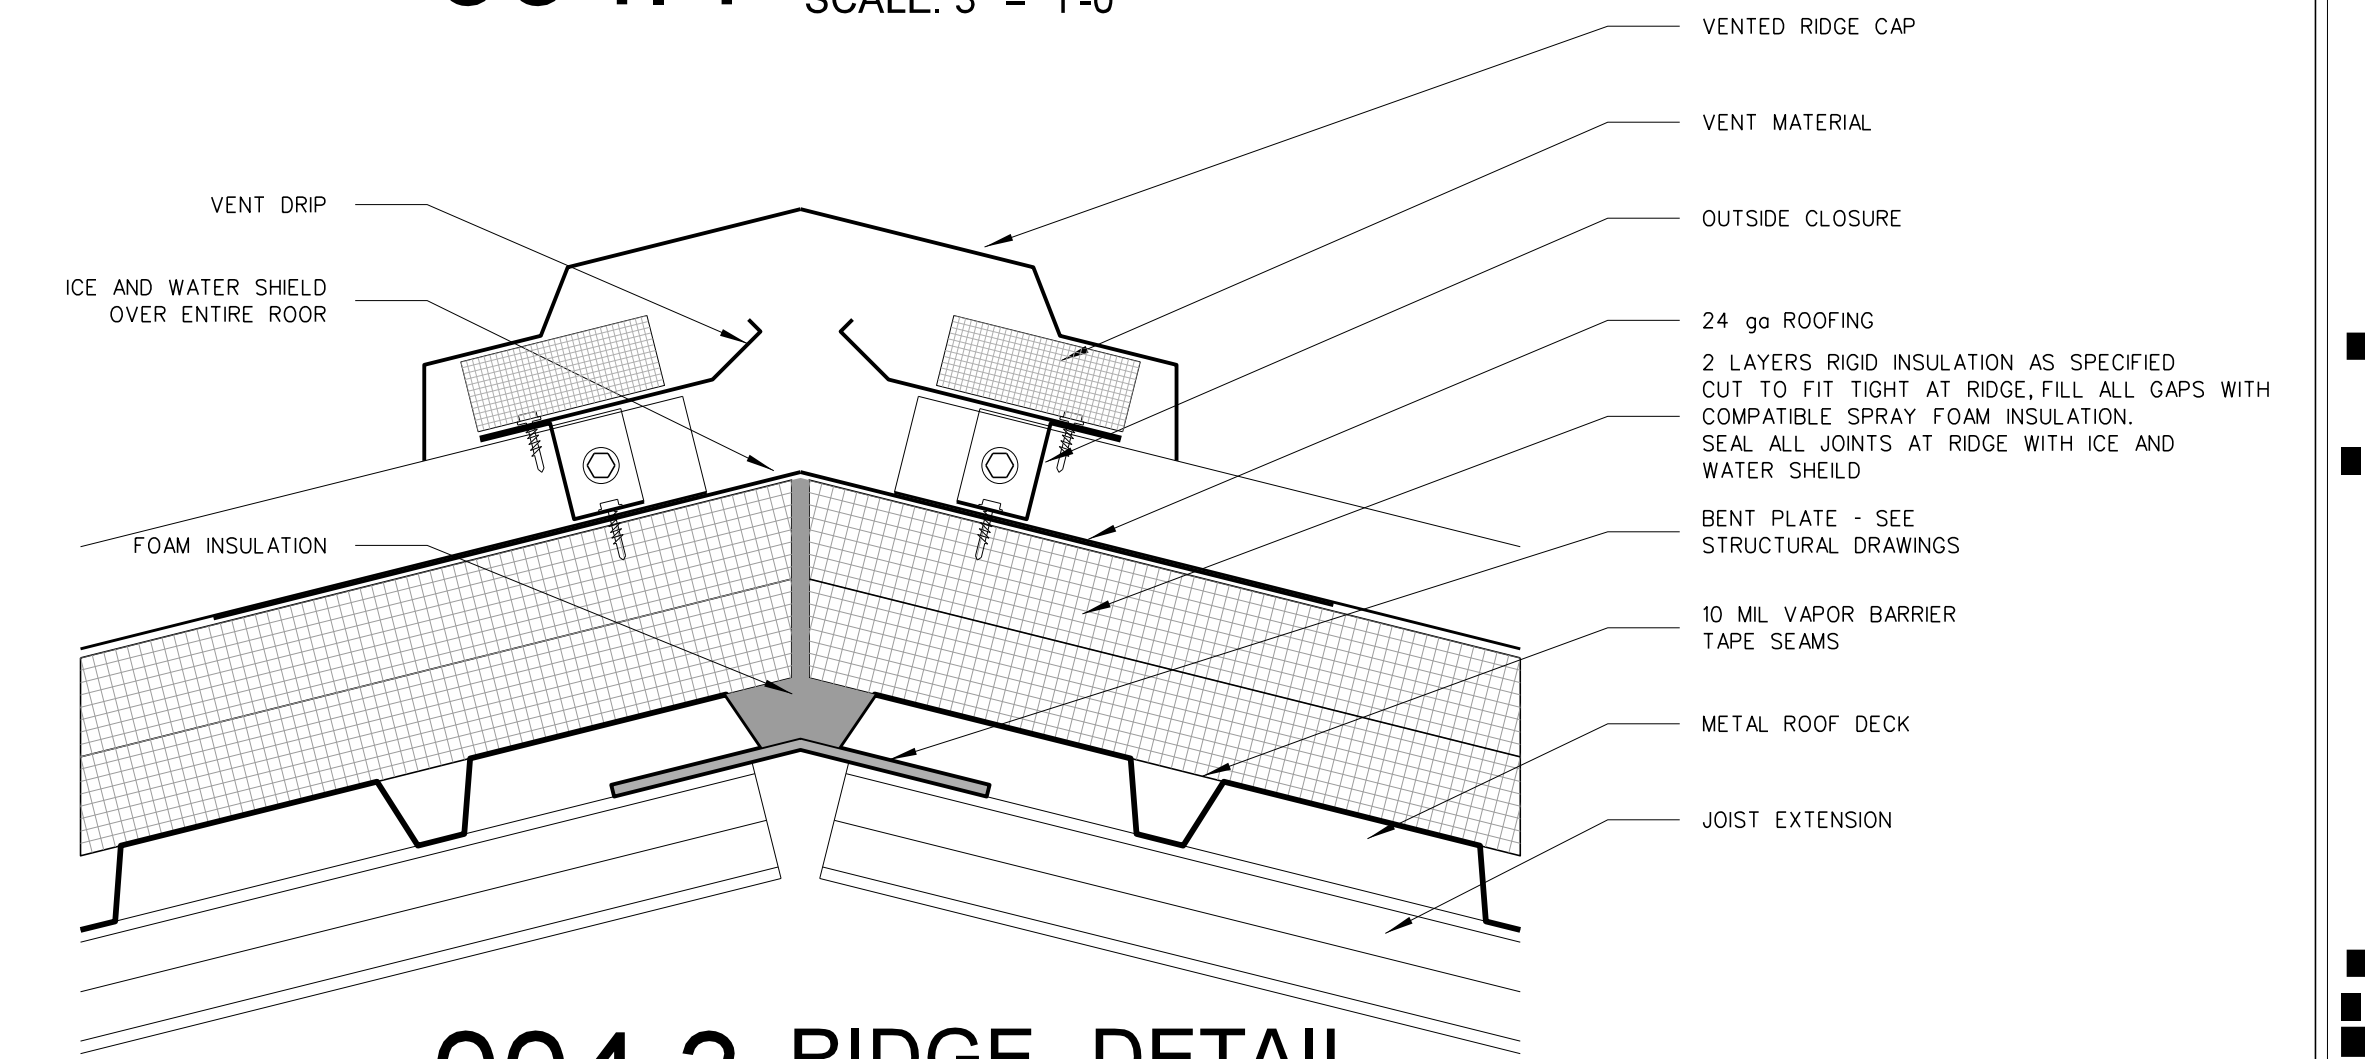 SCALE: 3" = 1'-0"
VENTED RIDGE CAP
VENT MATERIAL
VENT DRIP
OUTSIDE CLOSURE
ICE AND WATER SHIELD
OVER ENTIRE ROOR
24 ga ROOFING
2 LAYERS RIGID INSULATION AS SPECIFIED
CUT TO FIT TIGHT AT RIDGE, FILL ALL GAPS WITH
COMPATIBLE SPRAY FOAM INSULATION.
SEAL ALL JOINTS AT RIDGE WITH ICE AND
WATER SHEILD
FOAM INSULATION
BENT PLATE - SEE
STRUCTURAL DRAWINGS
10 MIL VAPOR BARRIER
TAPE SEAMS
METAL ROOF DECK
JOIST EXTENSION
RIDGE DETAIL